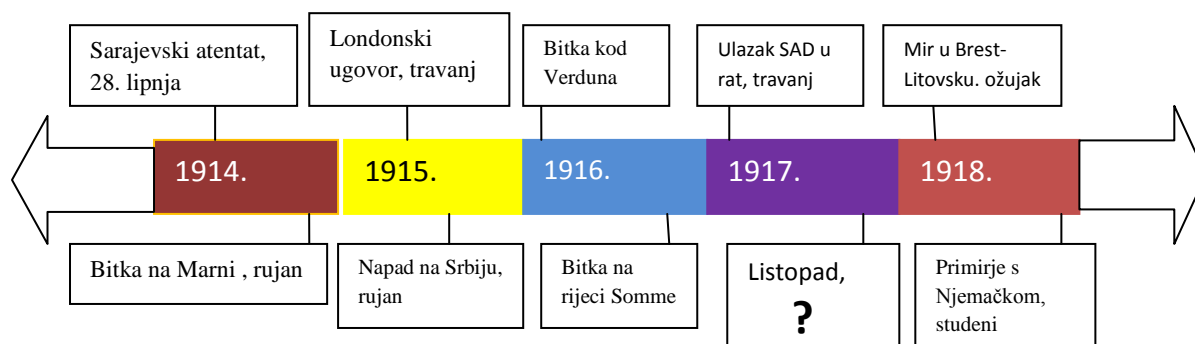 Sarajevski atentat,
28. lipnja
Londonski
ugovor, travanj
Bitka kod
Verduna
Ulazak SAD u
rat, travanj
Mir u Brest-
Litovsku. ožujak
1914.
1915.
1916.
1917.
1918.
Bitka na Marni , rujan
Napad na Srbiju,
rujan
Bitka na
rijeci Somme
Listopad,
?
Primirje s
Njemačkom,
studeni